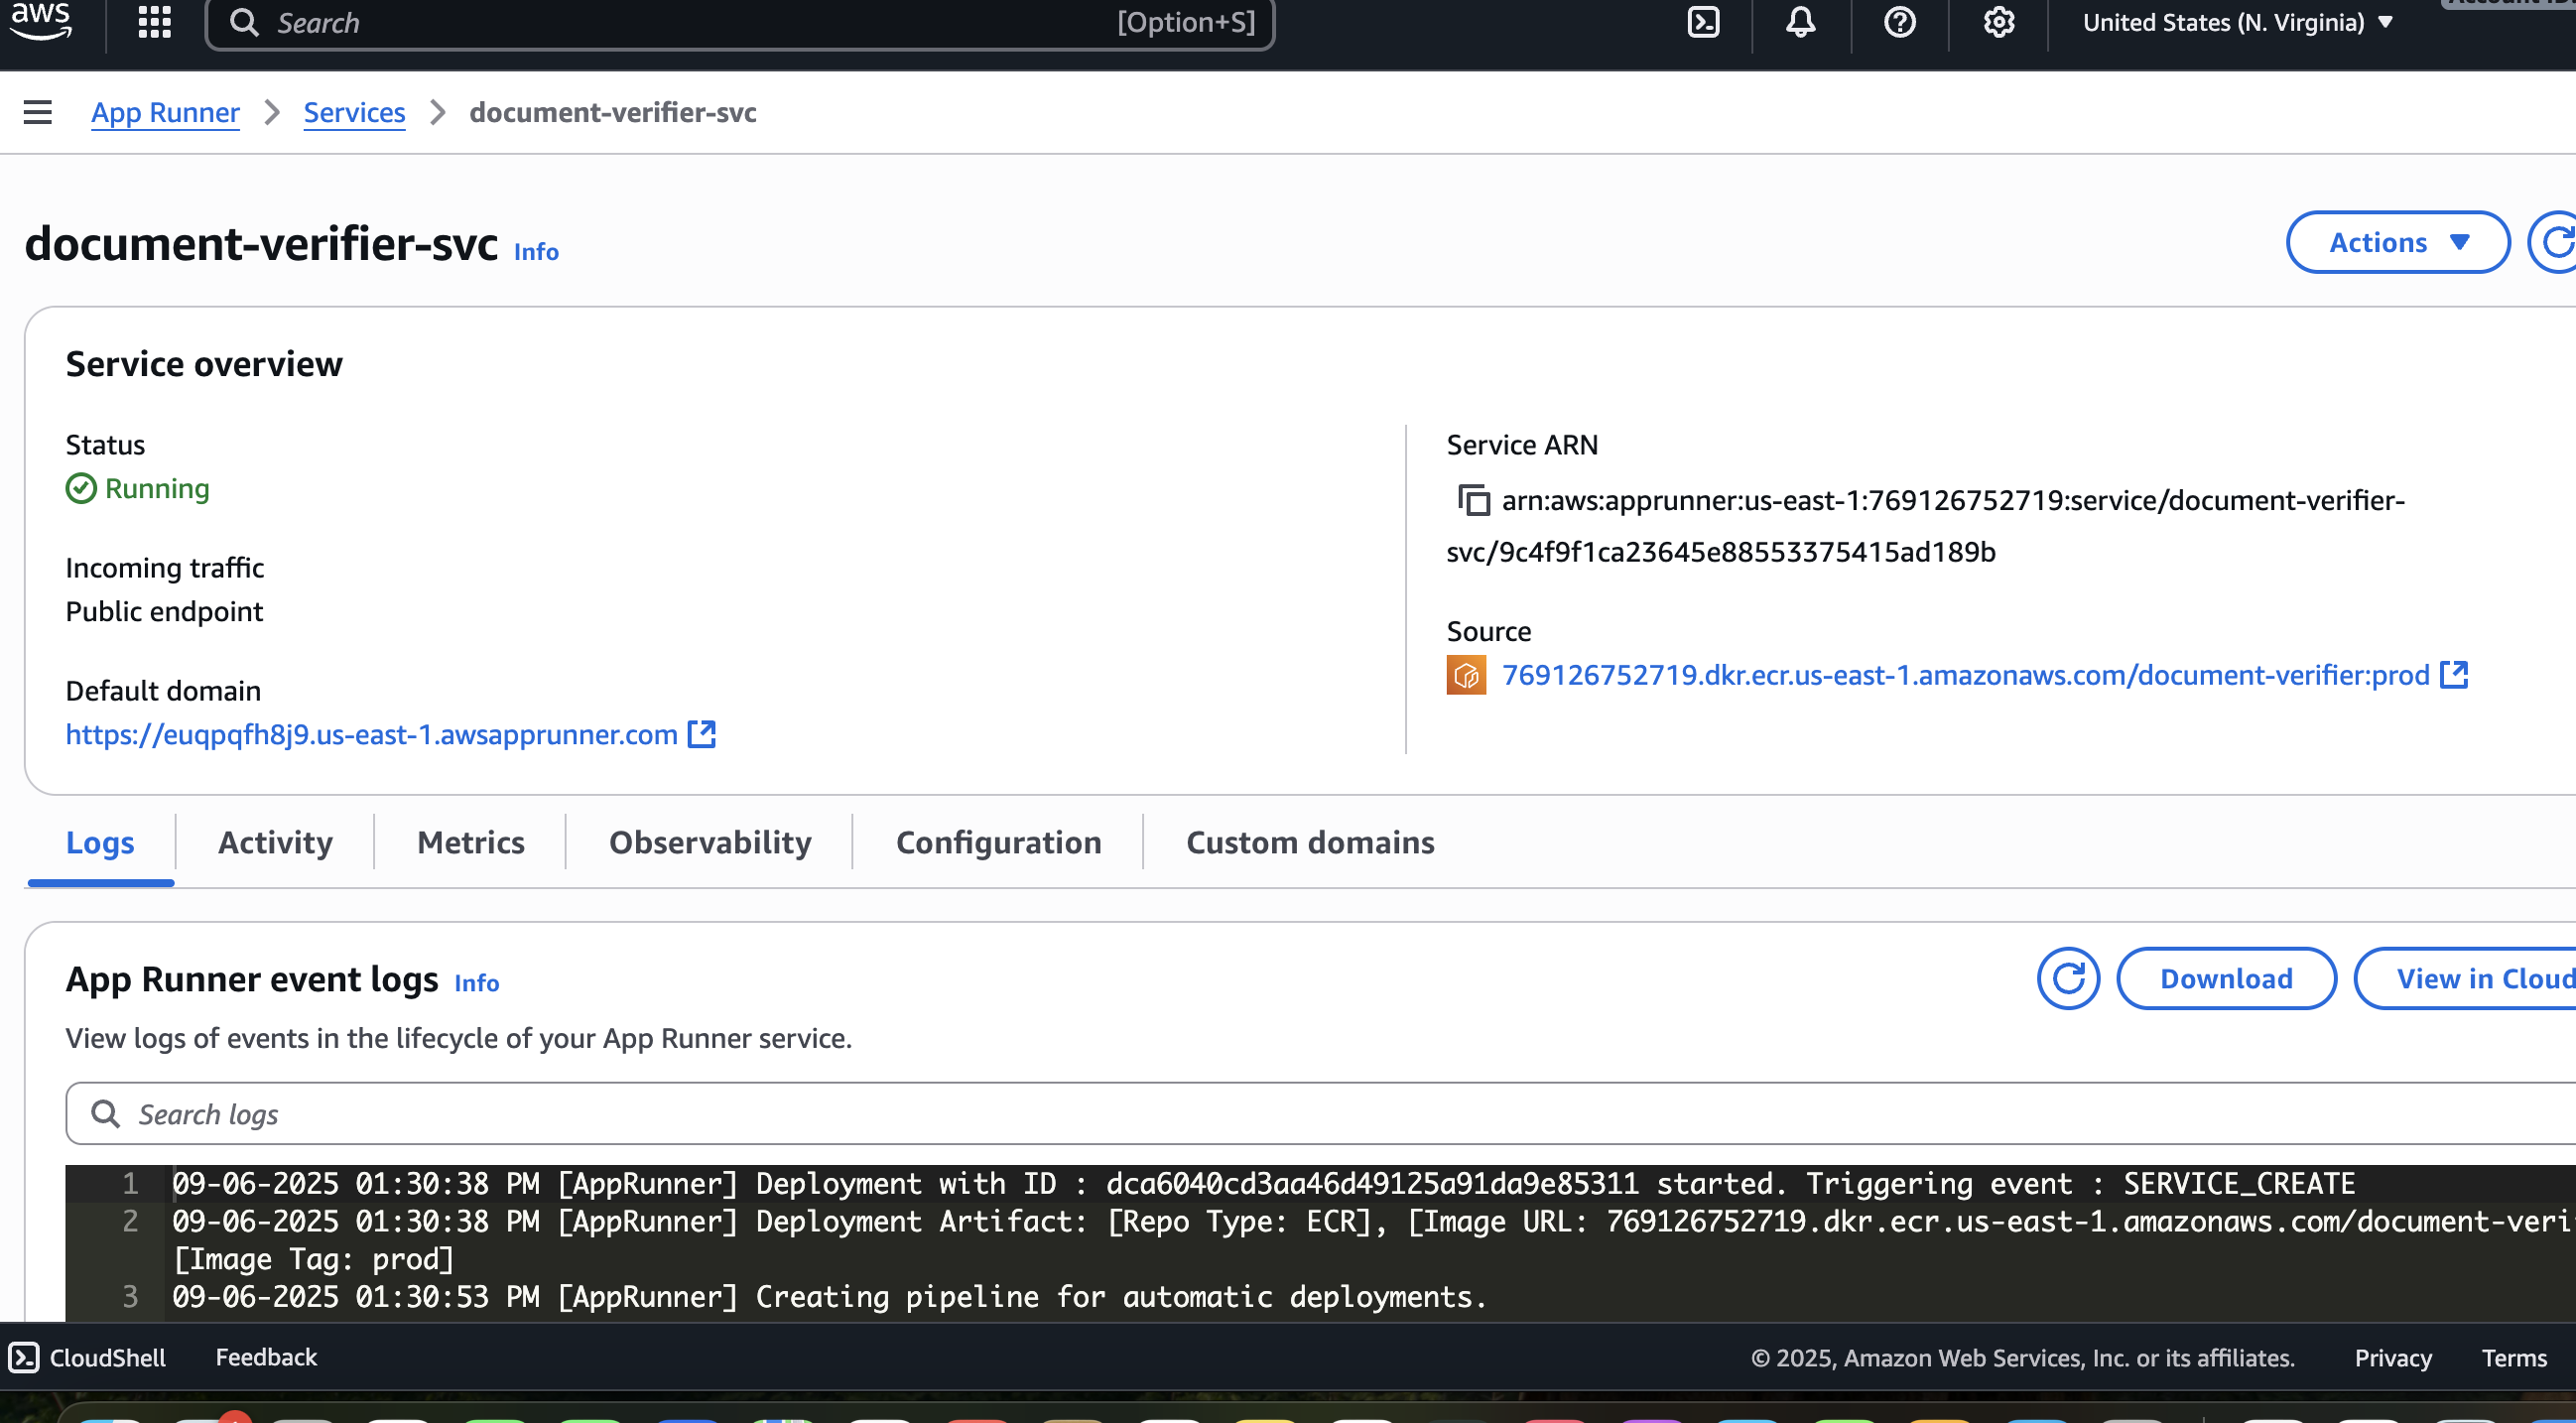 aws
Search
[Option+S]
United States (N. Virginia)
App Runner
Services
document-verifier-svc
document-verifier-svc Info
Actions
Service overview
Status
Running
Incoming traffic
Public endpoint
Default domain
https://euqpqfh8j9.us-east-1.awsapprunner.com
Service ARN
arn:aws:apprunner:us-east-1:769126752719:service/document-verifier-
svc/9c4f9f1ca23645e88553375415ad189b
Source
769126752719.dkr.ecr.us-east-1.amazonaws.com/document-verifier:prod
Logs
Activity
Metrics
Observability
Configuration
Custom domains
App Runner event logs Info
Download
View in Cloud
View logs of events in the lifecycle of your App Runner service.
Search logs
1 09-06-2025 01:30:38 PM [AppRunner] Deployment with ID : dca6040cd3aa46d49125a91da9e85311 started. Triggering event : SERVICE_CREATE
2 09-06-2025 01:30:38 PM [AppRunner] Deployment Artifact: [Repo Type: ECR], [Image URL: 769126752719.dkr.ecr.us-east-1.amazonaws.com/document-veri
[Image Tag: prod]
3 09-06-2025 01:30:53 PM [AppRunner] Creating pipeline for automatic deployments.
CloudShell
Feedback
© 2025, Amazon Web Services, Inc. or its affiliates.
Privacy
Terms